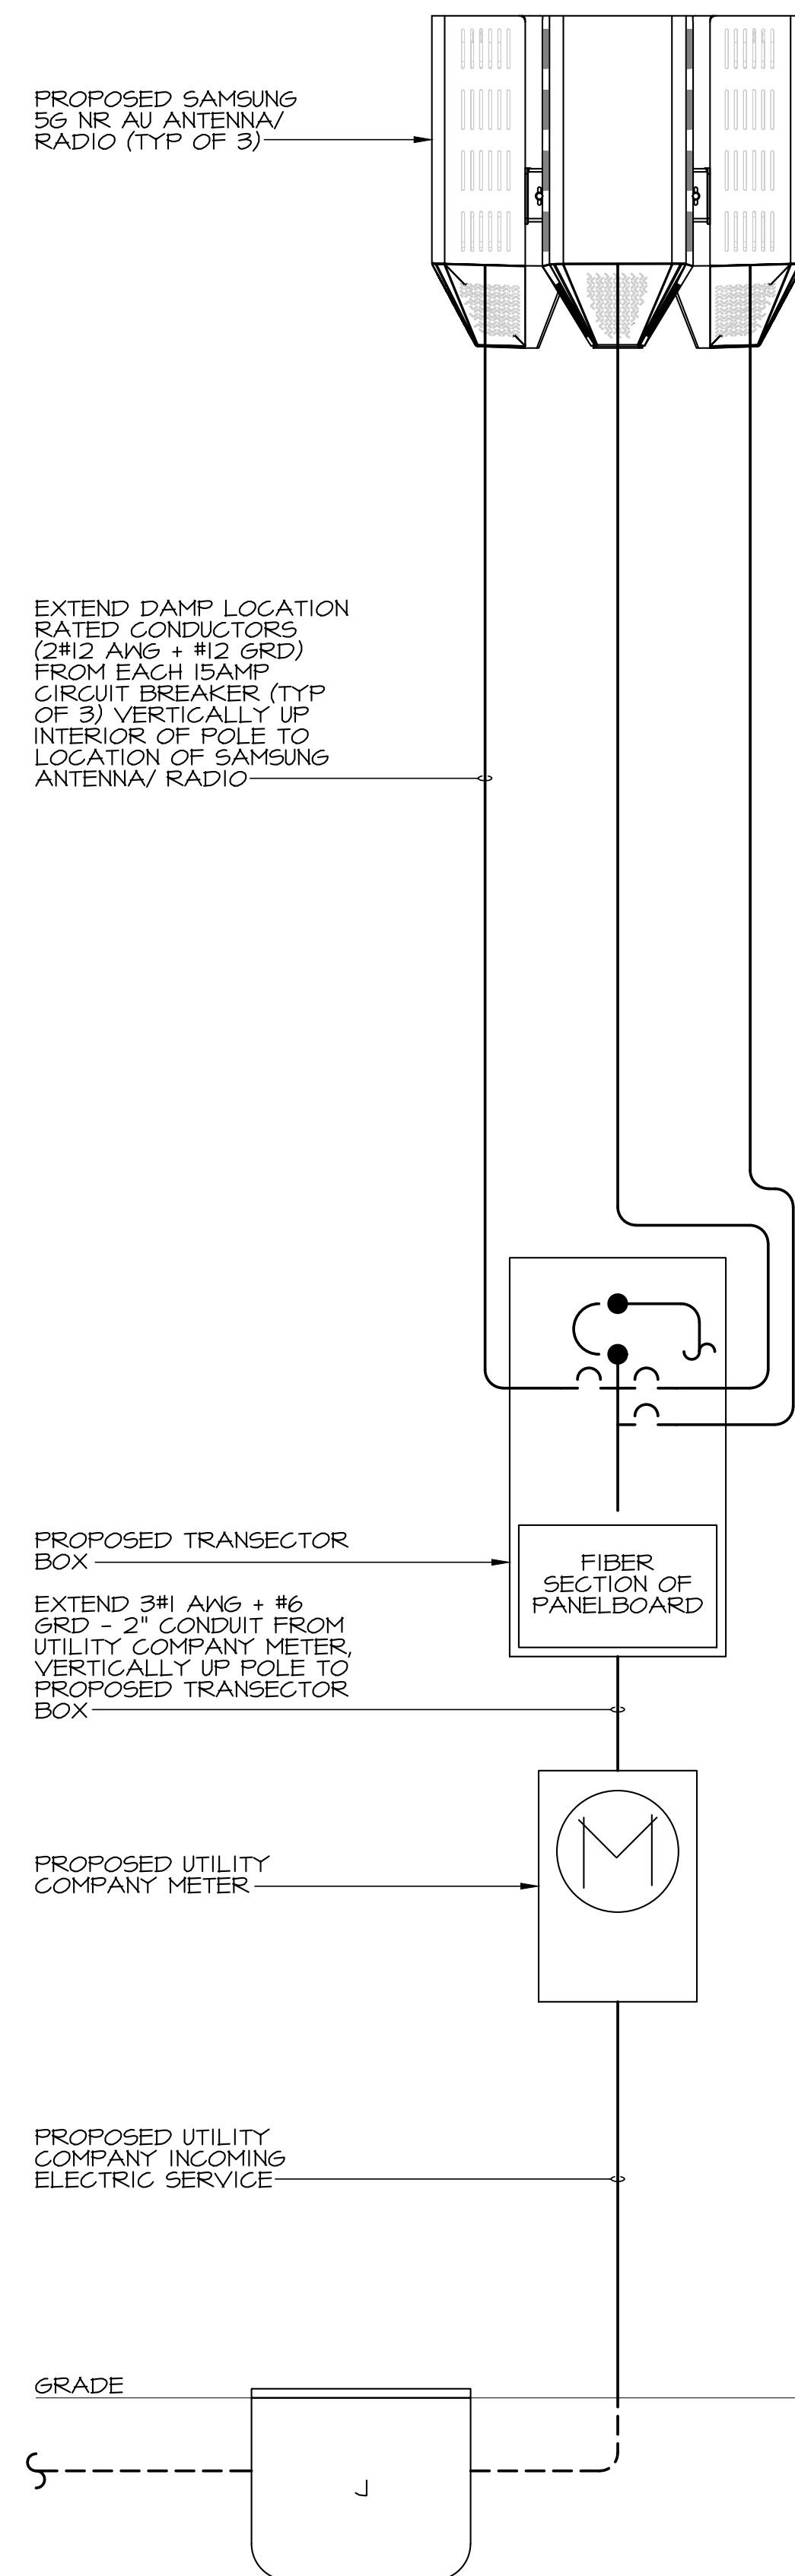 PROPOSED SAMSUNG
5G NR AU ANTENNA/
RADIO (TYP OF 3)
EXTEND DAMP LOCATION
RATED CONDUCTORS
(2#12 AWG + #12 GRD)
FROM EACH 15AMP
CIRCUIT BREAKER (TYP
OF 3) VERTICALLY UP
INTERIOR OF POLE TO
LOCATION OF SAMSUNG
ANTENNA/ RADIO
PROPOSED TRANSECTOR
BOX
FIBER
SECTION OF
PANELBOARD
EXTEND 3#1 AWG + #6
GRD - 2" CONDUIT FROM
UTILITY COMPANY METER,
VERTICALLY UP POLE TO
PROPOSED TRANSECTOR
BOX
M
PROPOSED UTILITY
COMPANY METER
PROPOSED UTILITY
COMPANY INCOMING
ELECTRIC SERVICE
GRADE
J